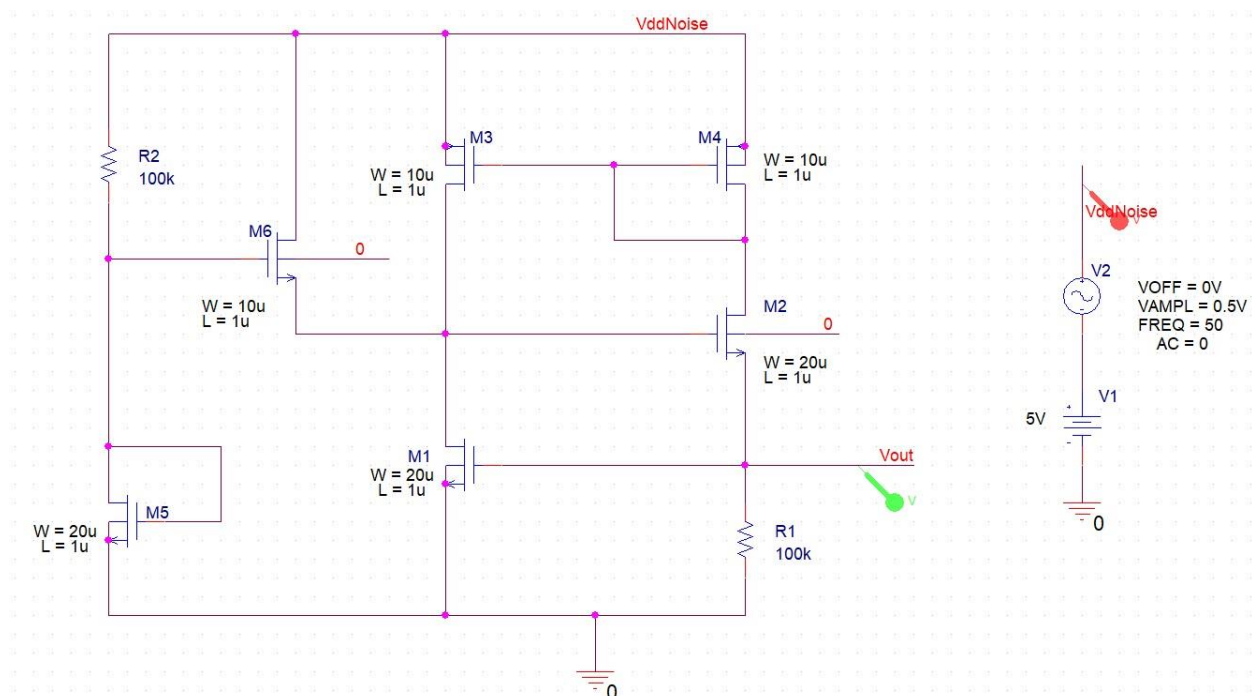 VddNoise
R2
100k
M3
W = 10u
L = 1u
M4
W = 10u
L = 1u
M6
0
W = 10u
L = 1u
M2
0
W = 20u
L = 1u
M1
W = 20u
L = 1u
Vout
V
M5
W = 20u
L = 1u
R1
100k
0
VddNoise
V
V2
VOFF = 0V
VAMPL = 0.5V
FREQ = 50
AC = 0
V1
5V
0